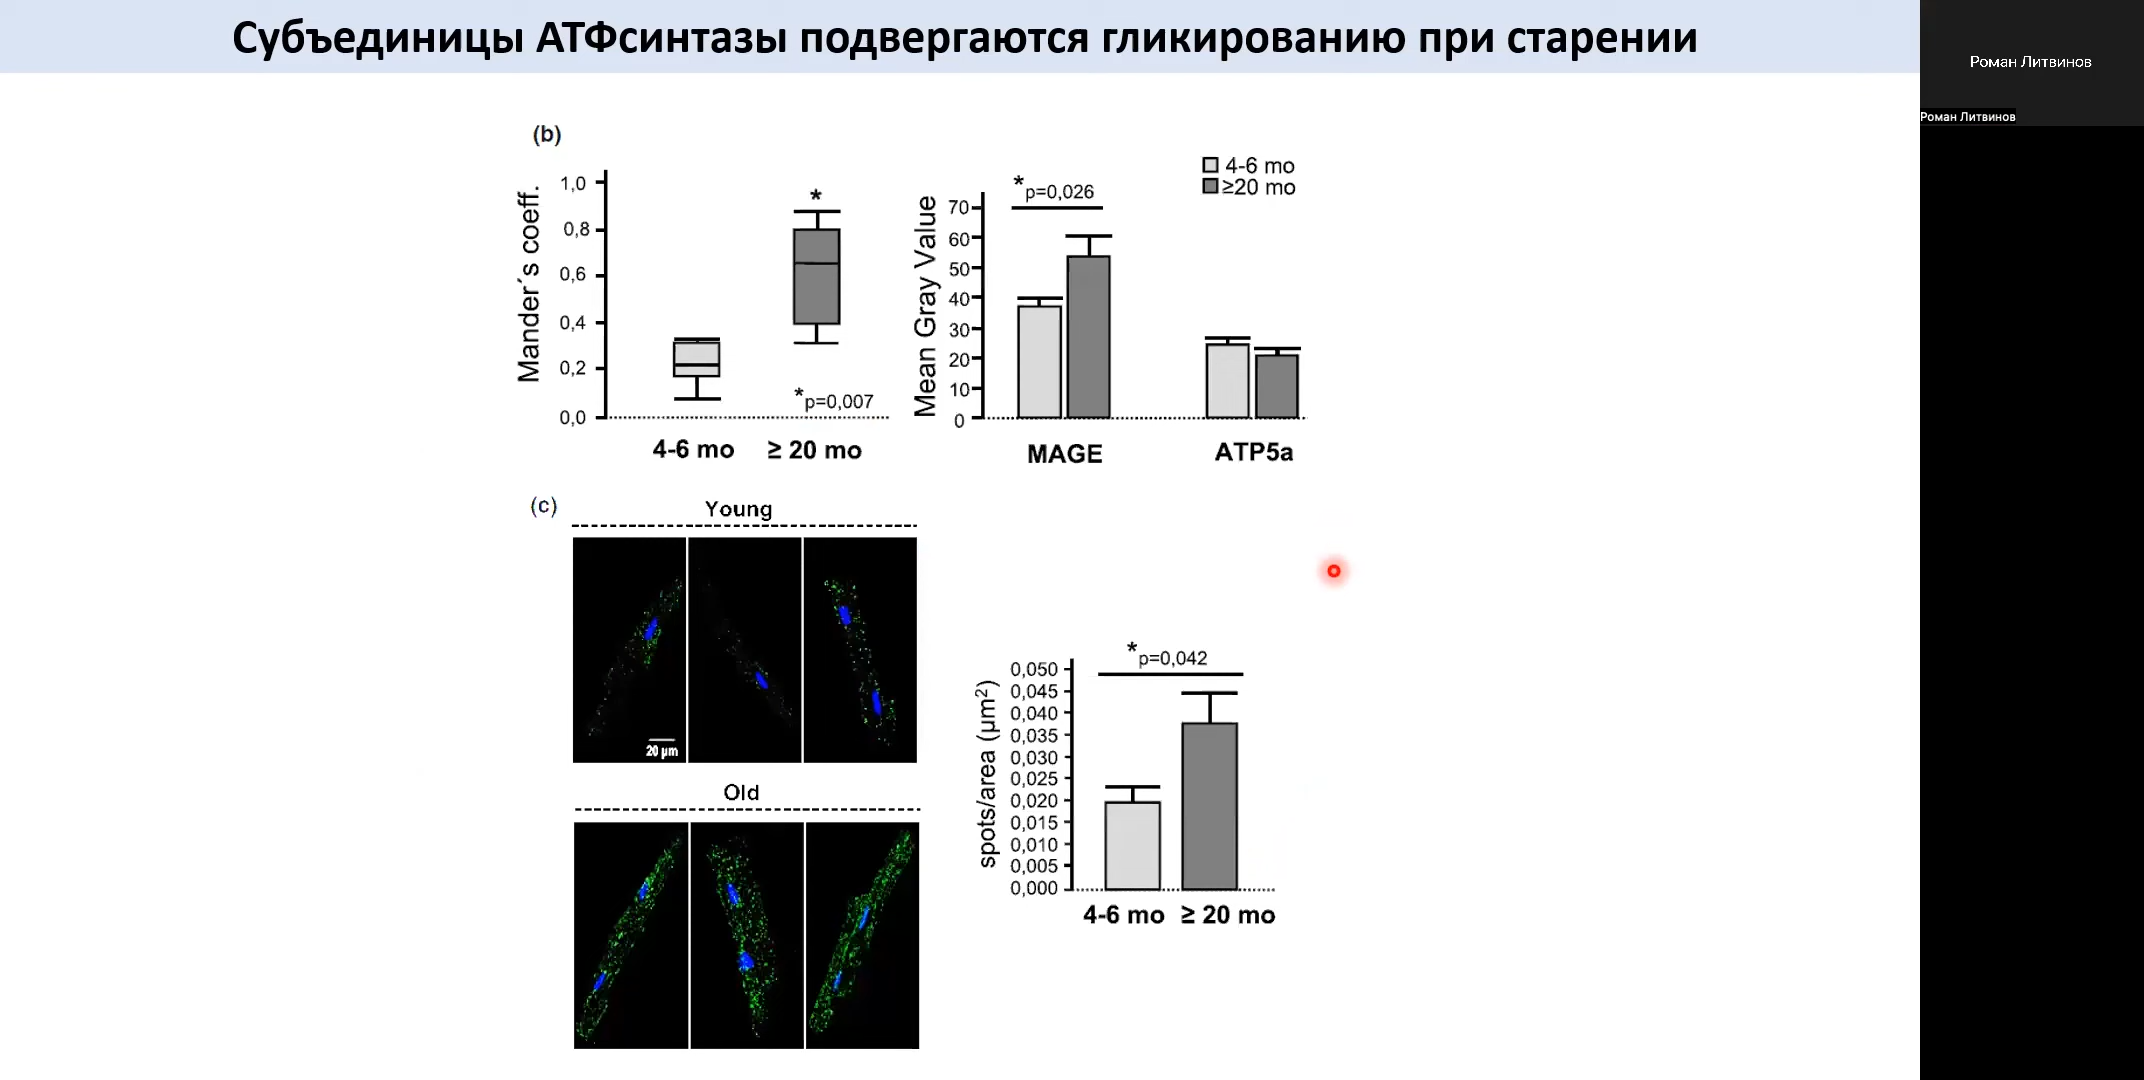 Субъединицы АТФсинтазы подвергаются гликированию при старении
Роман Литвинов
Роман Литвинов
(b)
Mander´s coeff.
1,0
0,8
0,6
0,4
0,2
0,0
*
*p=0,007
4-6 mo
≥ 20 mo
Mean Gray Value
70
60
50
40
30
20
10
0
*p=0,026
4-6 mo
≥20 mo
MAGE
ATP5a
(c)
Young
20 µm
Old
spots/area (µm²)
0,050
0,045
0,040
0,035
0,030
0,025
0,020
0,015
0,010
0,005
0,000
*p=0,042
4-6 mo
≥ 20 mo